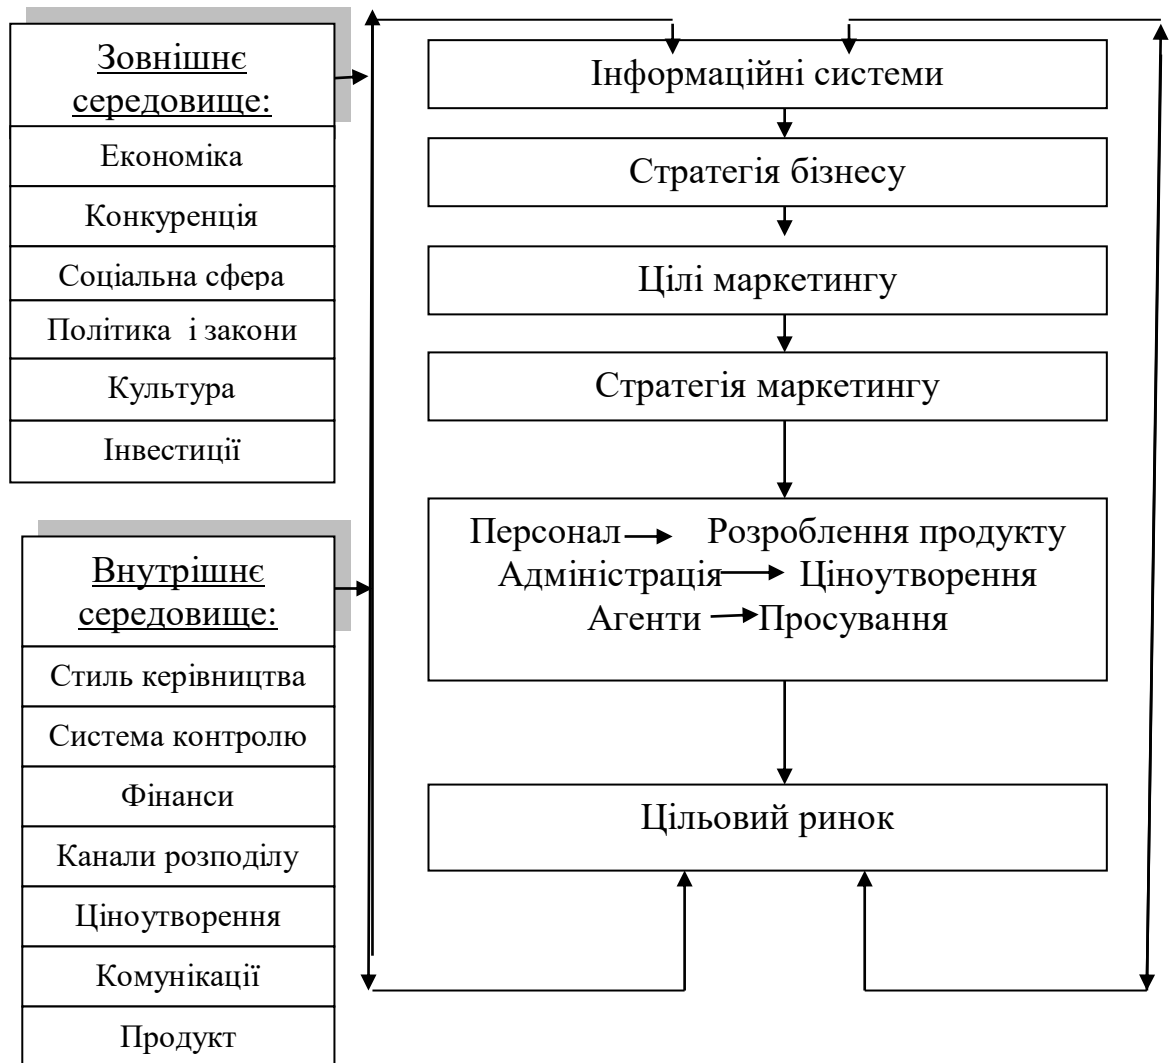 Зовнішнє
середовище:
Економіка
Конкуренція
Соціальна сфера
Політика і закони
Культура
Інвестиції
Внутрішнє
середовище:
Стиль керівництва
Система контролю
Фінанси
Канали розподілу
Ціноутворення
Комунікації
Продукт
Інформаційні системи
Стратегія бізнесу
Цілі маркетингу
Стратегія маркетингу
Персонал Розроблення продукту
Адміністрація Ціноутворення
Агенти Просування
Цільовий ринок